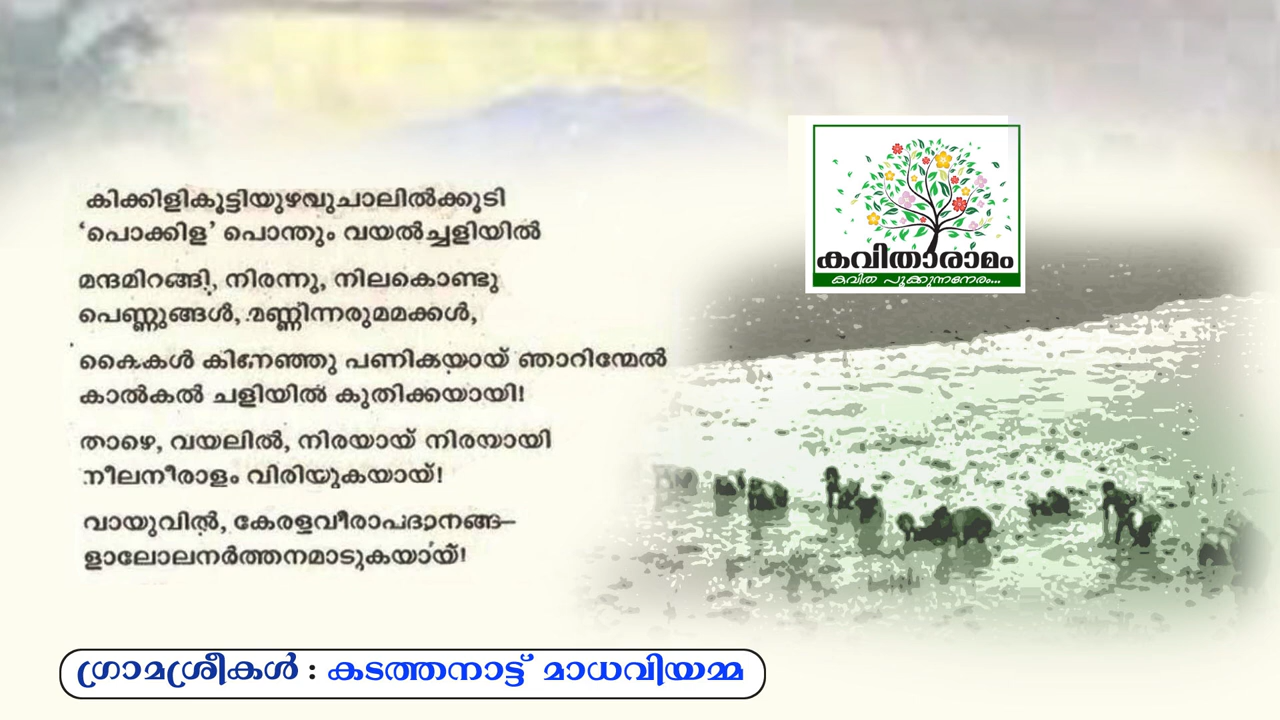 കിക്കിളികൂട്ടിയുഴവുചാലിൽക്കൂടി
‘പൊക്കിള’ പൊന്തും വയൽച്ചളിയിൽ
മന്ദമിറങ്ങി, നിരന്നു, നിലകൊണ്ടു
പെണ്ണുങ്ങൾ, മണ്ണിന്നരുമമക്കൾ,
കൈകൾ കിനേഞ്ഞു പണികയായ് ഞാറിന്മേൽ
കാൽകൽ ചളിയിൽ കുതിക്കയായി!
താഴെ, വയലിൽ, നിരയായ് നിരയായി
നീലനീരാളം വിരിയുകയായ്!
വായുവിൽ, കേരളവീരാപദാനങ്ങ–
ളാലോലനർത്തനമാടുകയായ്!
കവിതാരാമം
കവിത പൂക്കുന്നനേരം...
ഗ്രാമശ്രീകൾ : കടത്തനാട്ട് മാധവിയമ്മ